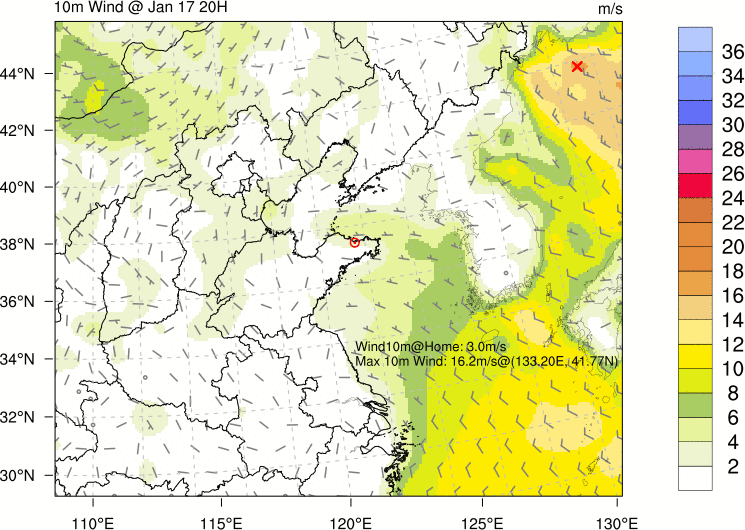 10m Wind @ Jan 17 20H
m/s
44°N
42°N
40°N
38°N
36°N
34°N
32°N
30°N
110°E
115°E
120°E
125°E
130°E
Wind10m@Home: 3.0m/s
Max 10m Wind: 16.2m/s@(133.20E, 41.77N)
36
34
32
30
28
26
24
22
20
18
16
14
12
10
8
6
4
2